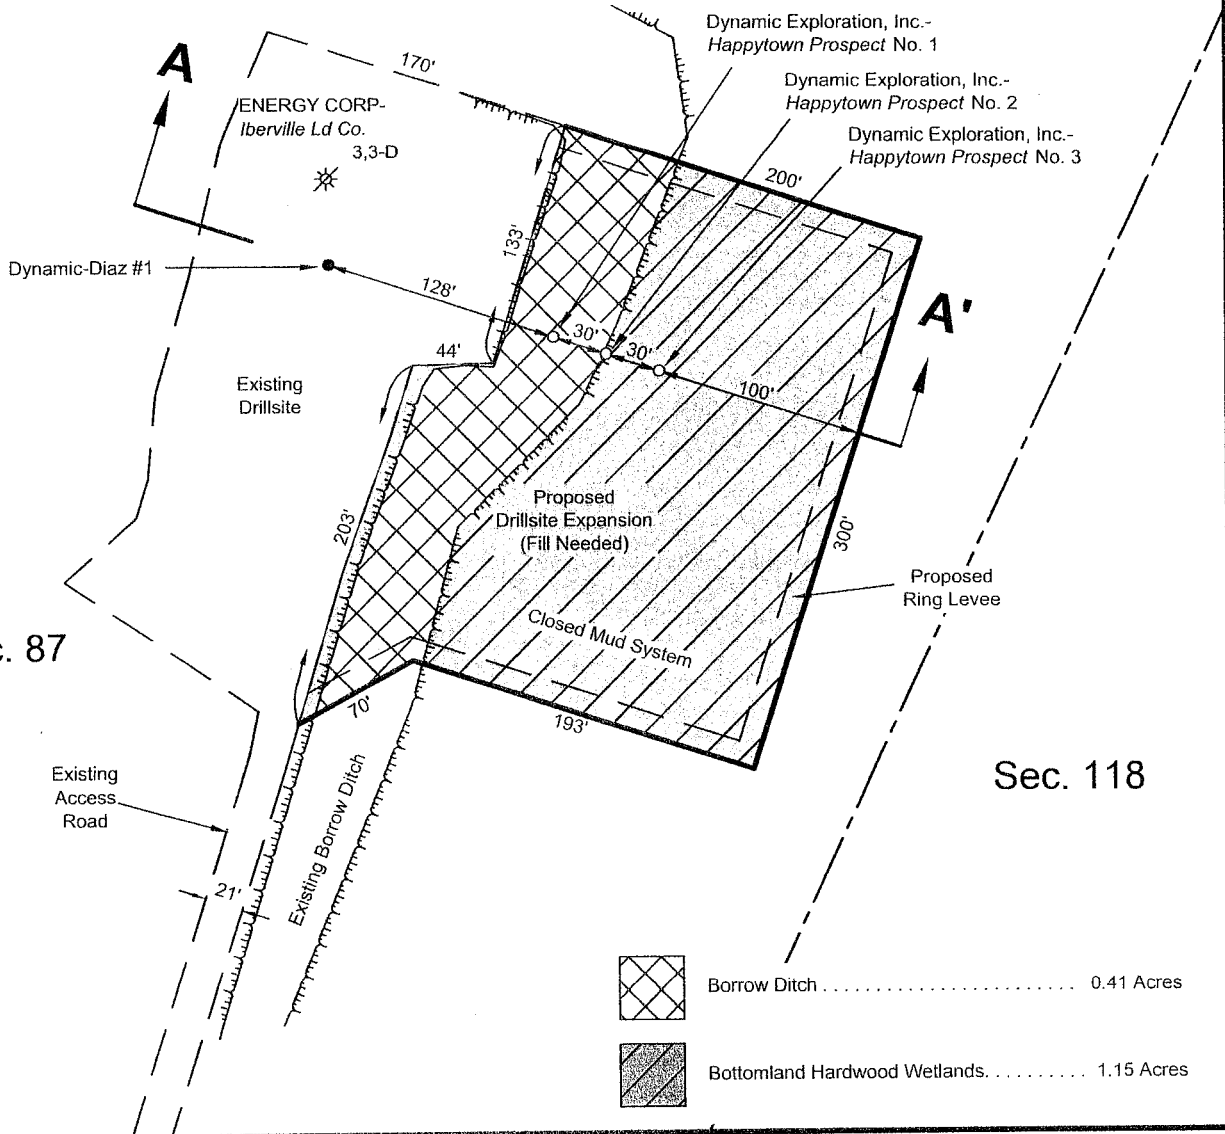 Dynamic Exploration, Inc.-
Happytown Prospect No. 1
Dynamic Exploration, Inc.-
Happytown Prospect No. 2
Dynamic Exploration, Inc.-
Happytown Prospect No. 3
A
170'
ENERGY CORP-
Iberville Ld Co.
3,3-D
200'
133'
Dynamic-Diaz #1
128'
30'
30'
100'
A'
44'
Existing
Drillsite
203'
Proposed
Drillsite Expansion
(Fill Needed)
300'
Proposed
Ring Levee
Closed Mud System
c. 87
70'
193'
Sec. 118
Existing
Access
Road
Existing Borrow Ditch
21'
Borrow Ditch . . . . . . . . . . . . . . . . . . . . . . . . 0.41 Acres
Bottomland Hardwood Wetlands. . . . . . . . . . 1.15 Acres